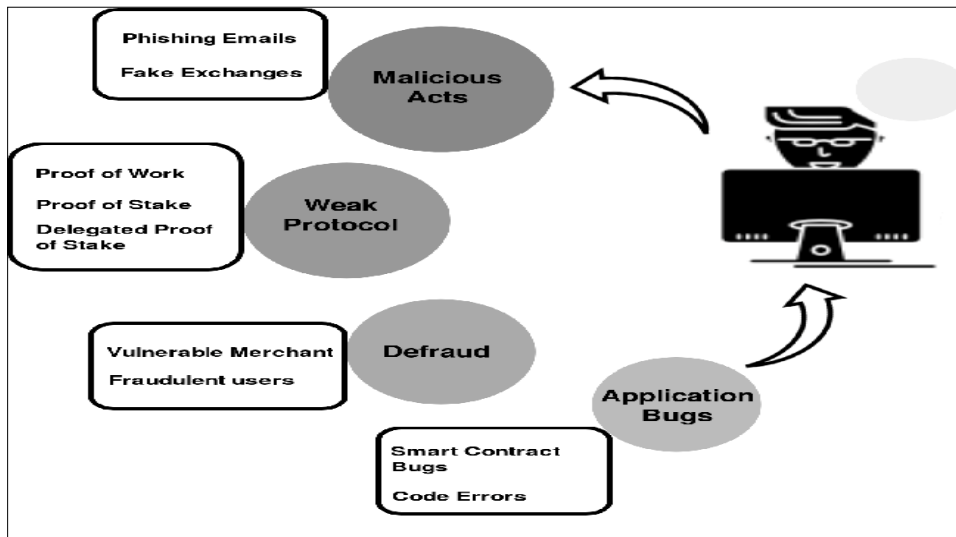 Phishing Emails
Fake Exchanges
Malicious
Acts
Proof of Work
Proof of Stake
Delegated Proof
of Stake
Weak
Protocol
Vulnerable Merchant
Fraudulent users
Defraud
Application
Bugs
Smart Contract
Bugs
Code Errors